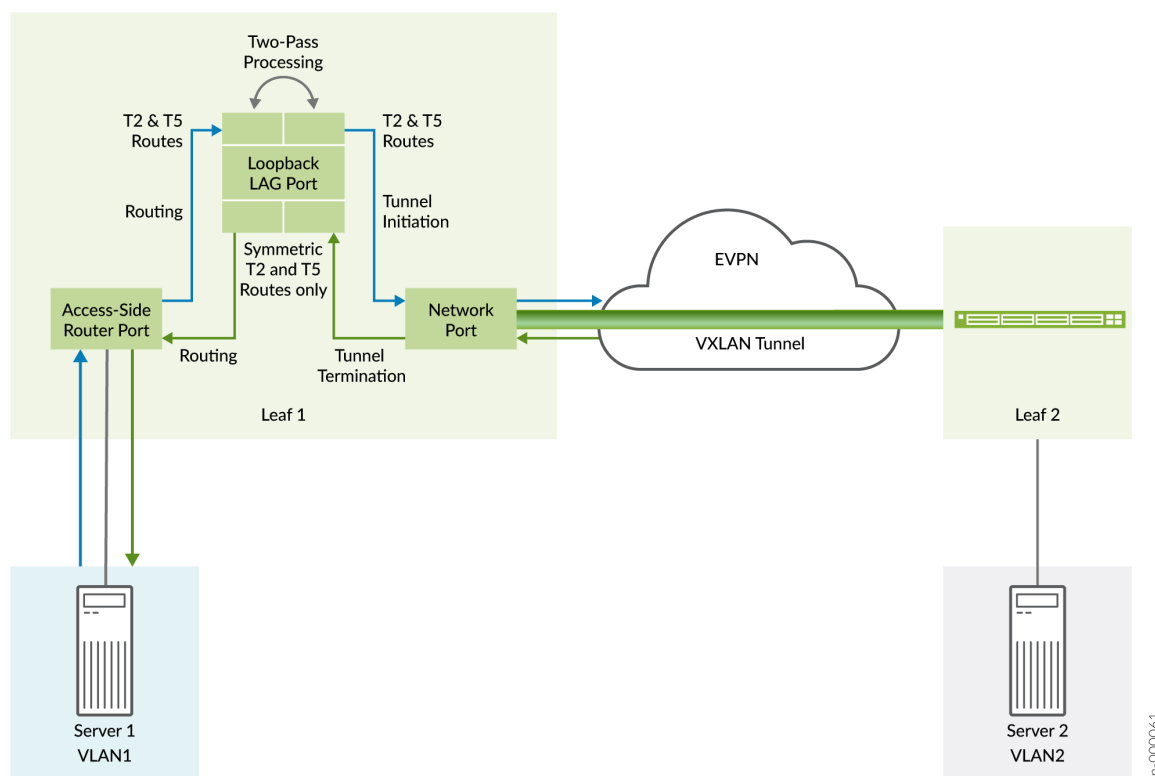 Two-Pass
Processing
T2 & T5
Routes
T2 & T5
Routes
Loopback
LAG Port
Routing
Tunnel
Initiation
Symmetric
T2 and T5
Routes only
EVPN
Access-Side
Router Port
Network
Port
VXLAN Tunnel
Routing
Tunnel
Termination
Leaf 1
Leaf 2
Server 1
VLAN1
Server 2
VLAN2